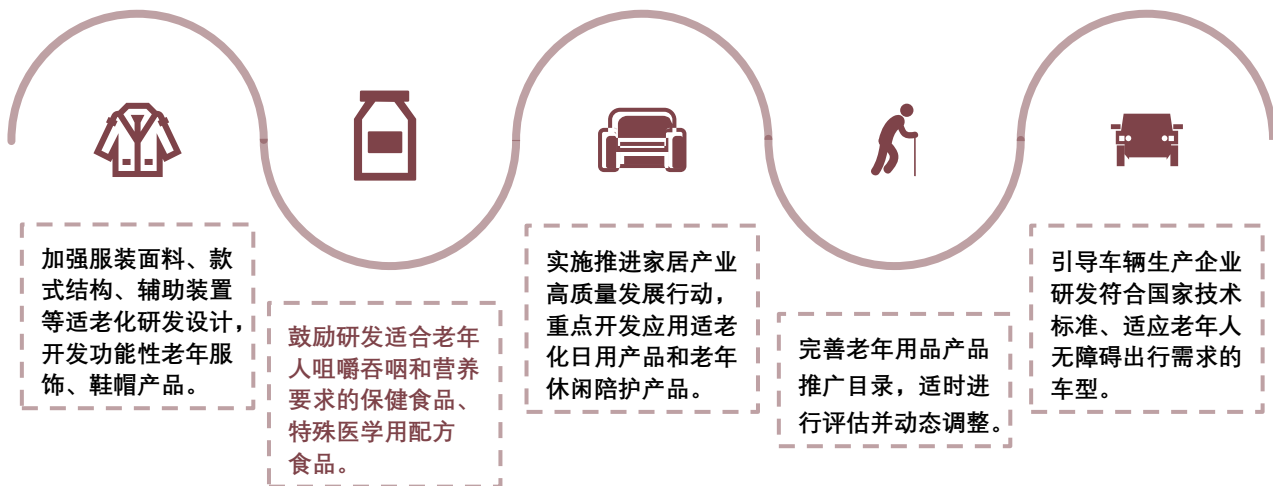 加强服装面料、款
式结构、辅助装置
等适老化研发设计，
开发功能性老年服
饰、鞋帽产品。
鼓励研发适合老年
人咀嚼吞咽和营养
要求的保健食品、
特殊医学用配方
食品。
实施推进家居产业
高质量发展行动，
重点开发应用适老
化日用产品和老年
休闲陪护产品。
完善老年用品产品
推广目录，适时进
行评估并动态调整。
引导车辆生产企业
研发符合国家技术
标准、适应老年人
无障碍出行需求的
车型。